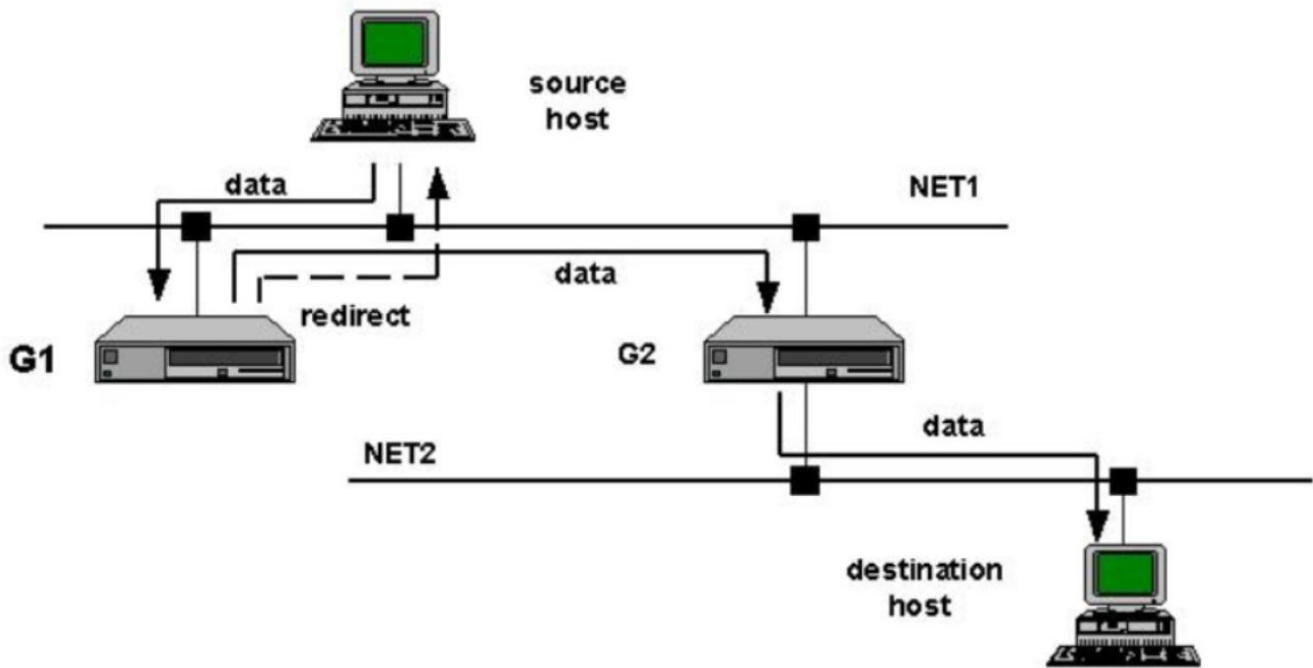 source
host
data
NET1
data
redirect
G1
G2
data
NET2
destination
host